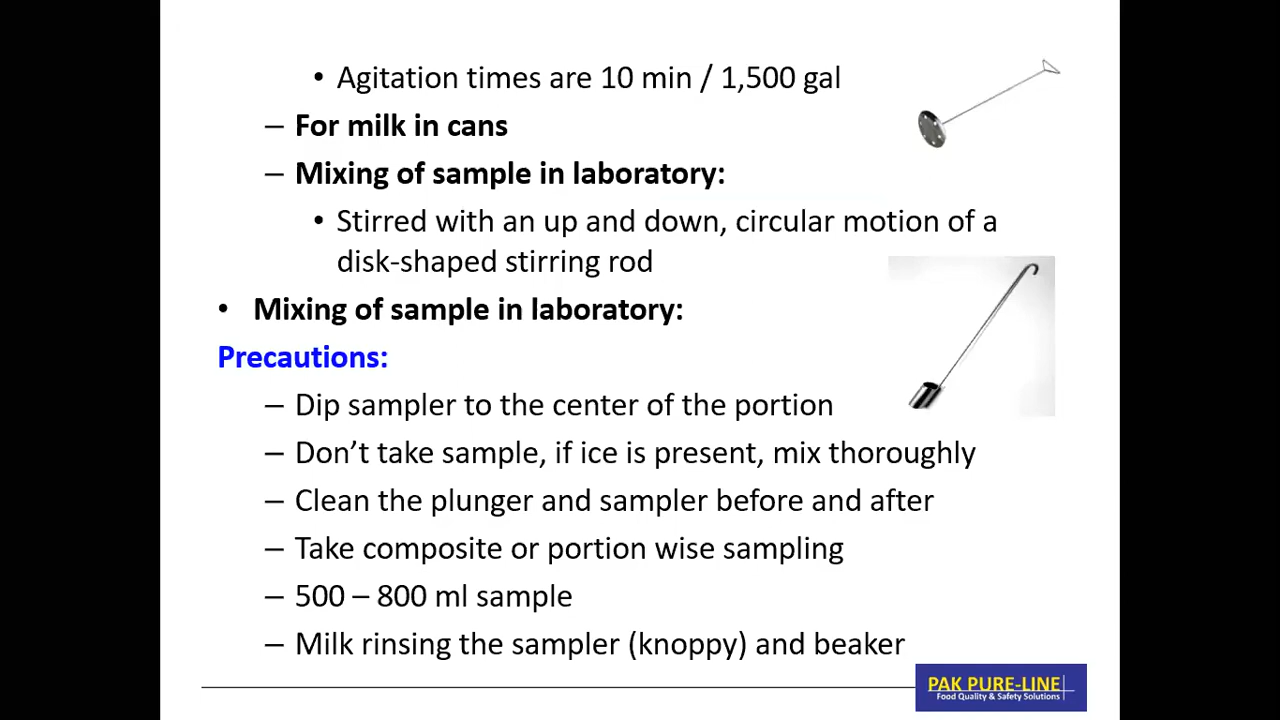 • Agitation times are 10 min / 1,500 gal
– For milk in cans
– Mixing of sample in laboratory:
• Stirred with an up and down, circular motion of a
disk-shaped stirring rod
• Mixing of sample in laboratory:
Precautions:
– Dip sampler to the center of the portion
– Don’t take sample, if ice is present, mix thoroughly
– Clean the plunger and sampler before and after
– Take composite or portion wise sampling
– 500 – 800 ml sample
– Milk rinsing the sampler (knoppy) and beaker
PAK PURE-LINE
Food Quality & Safety Solutions